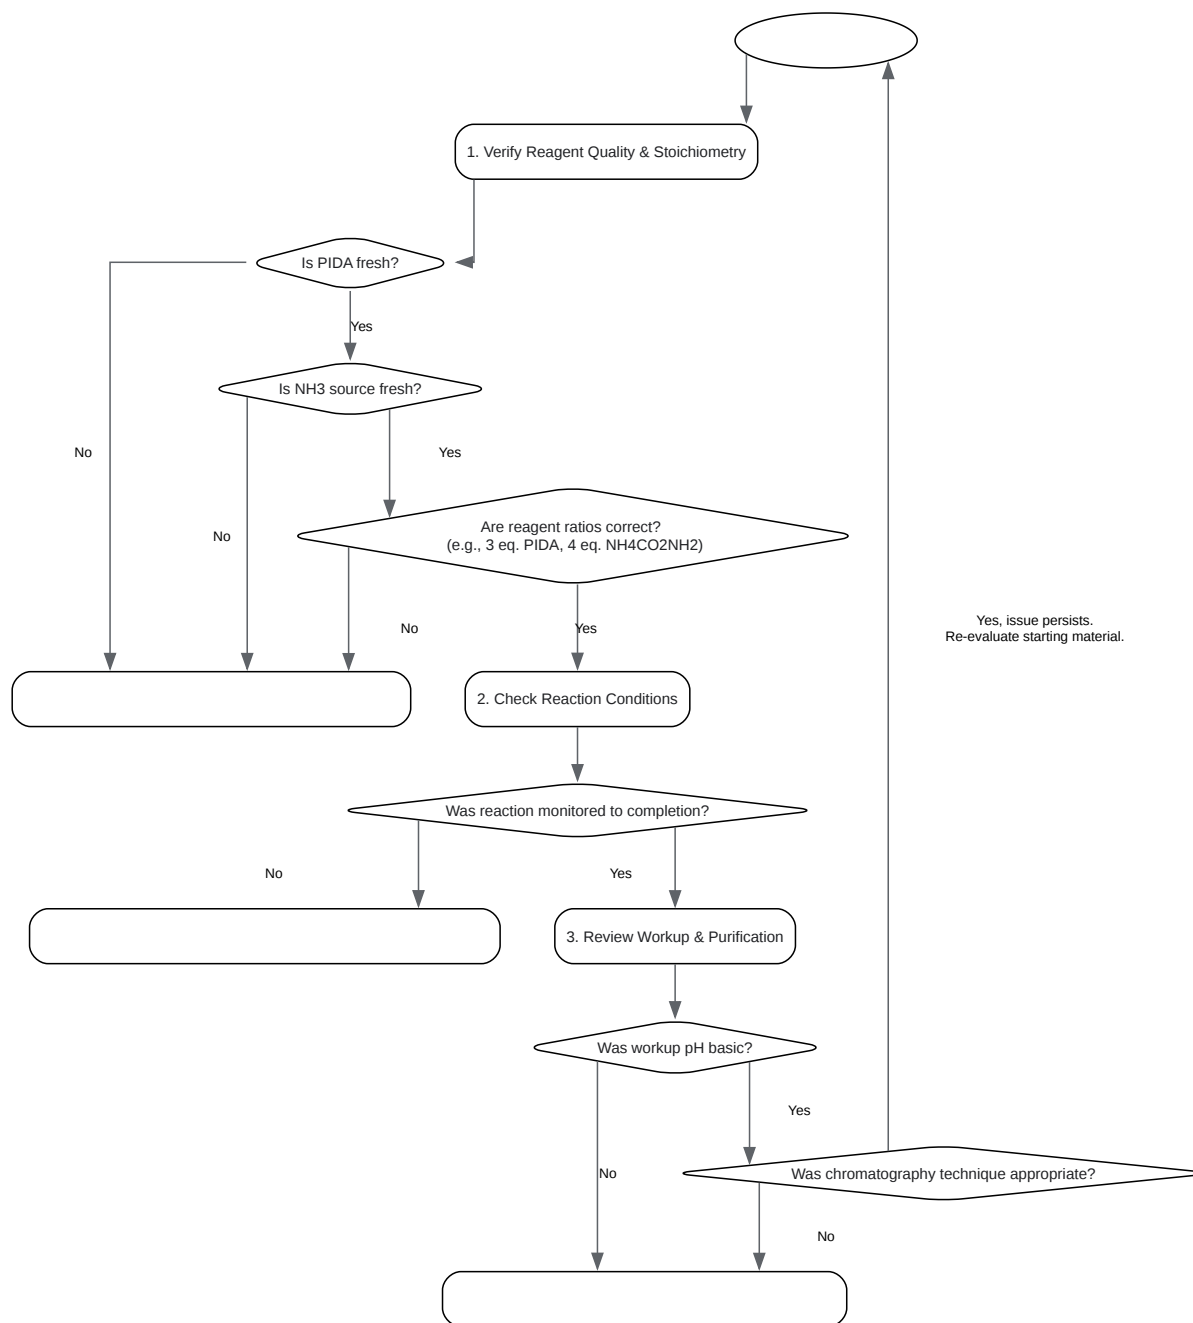 1. Verify Reagent Quality & Stoichiometry
Is PIDA fresh?
Yes
Is NH3 source fresh?
No
Yes
Are reagent ratios correct?
(e.g., 3 eq. PIDA, 4 eq. NH4CO2NH2)
No
No
Yes
Yes, issue persists.
Re-evaluate starting material.
2. Check Reaction Conditions
Was reaction monitored to completion?
No
Yes
3. Review Workup & Purification
Was workup pH basic?
Yes
No
Was chromatography technique appropriate?
No